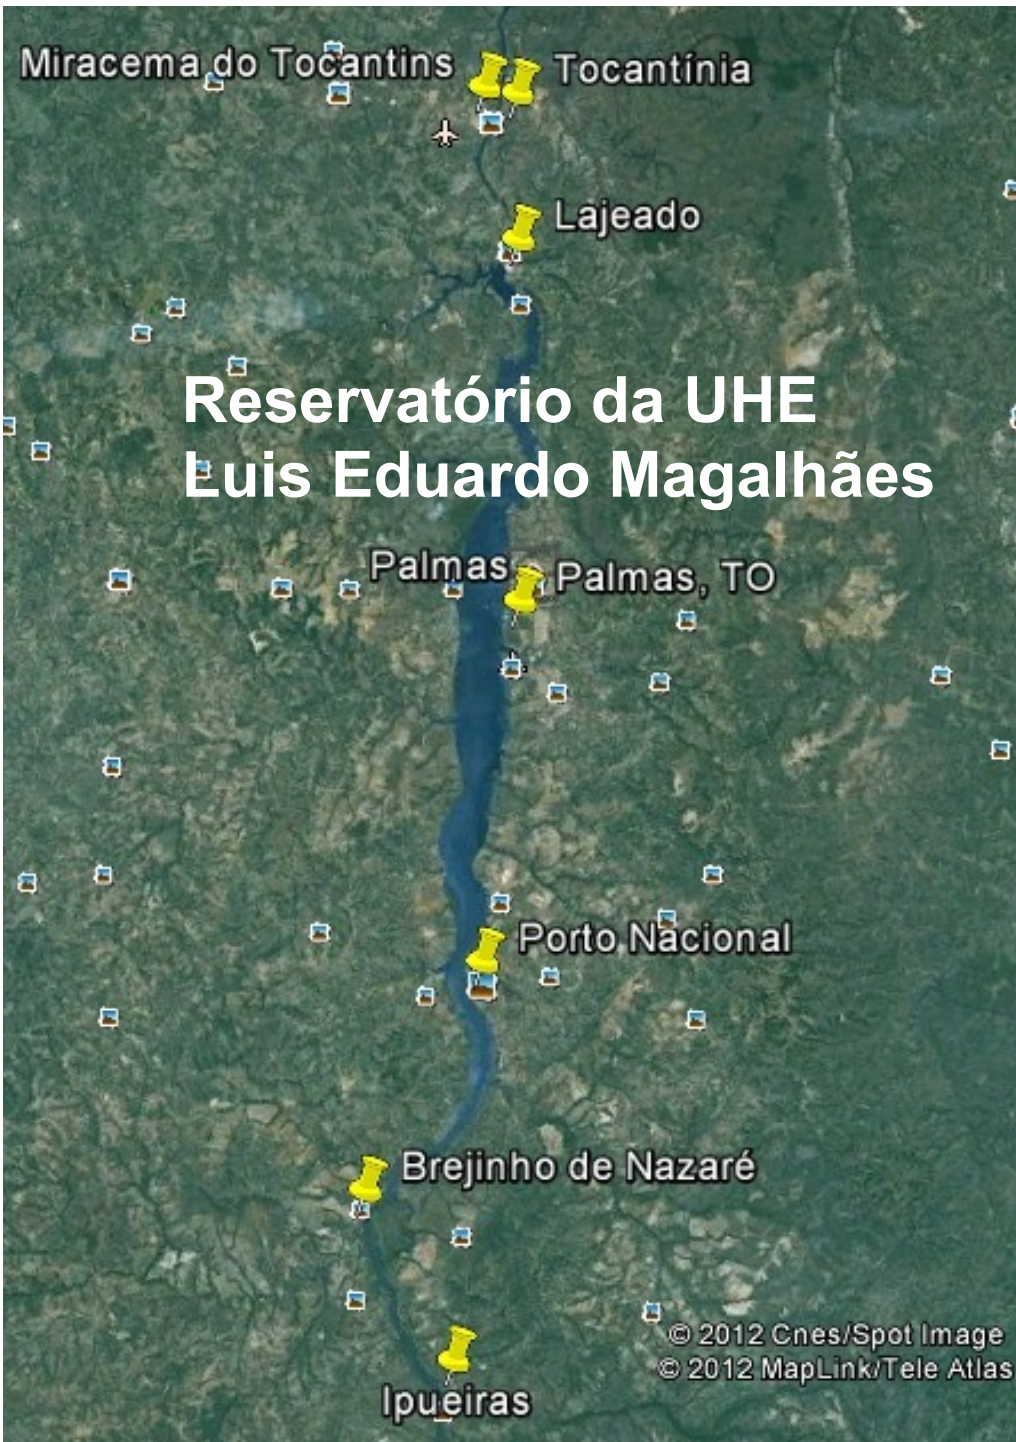 Miracema do Tocantins
Tocantínia
Lajeado
Reservatório da UHE
Luis Eduardo Magalhães
Palmas
Palmas, TO
Porto Nacional
Brejinho de Nazaré
© 2012 Cnes/Spot Image
© 2012 MapLink/Tele Atlas
Ipueiras